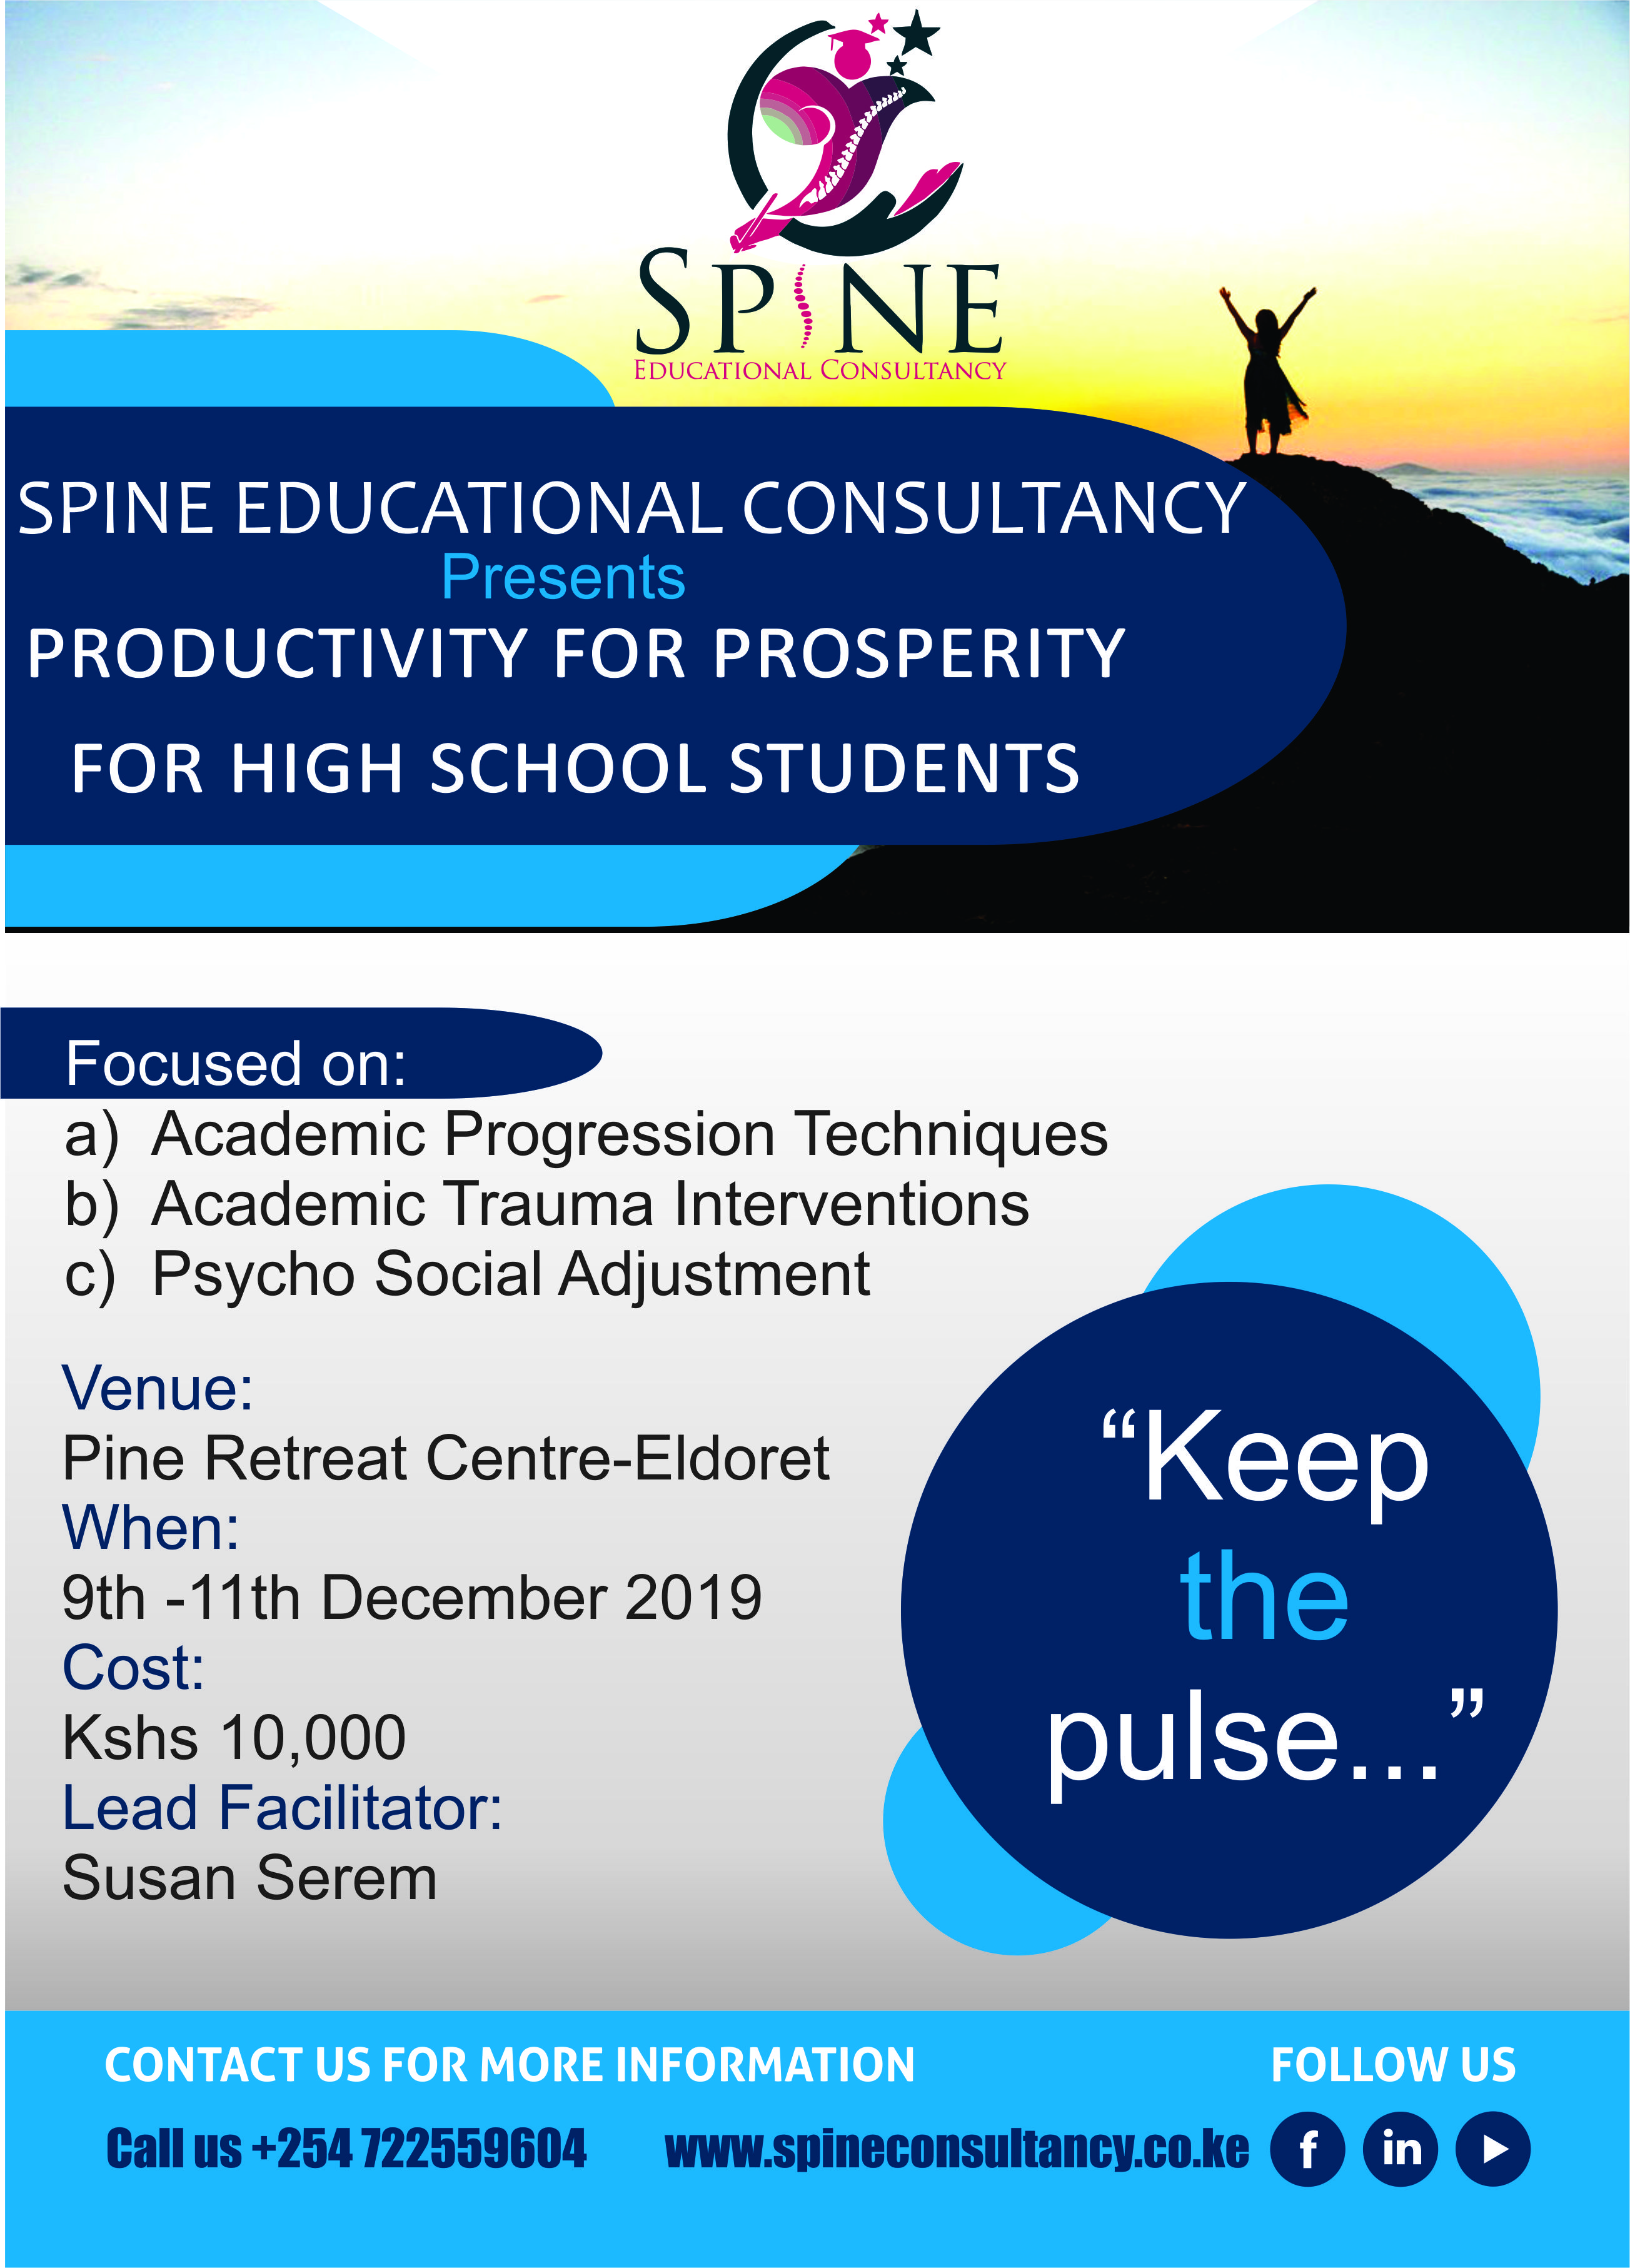 SPINE
EDUCATIONAL CONSULTANCY
SPINE EDUCATIONAL CONSULTANCY
Presents
PRODUCTIVITY FOR PROSPERITY
FOR HIGH SCHOOL STUDENTS
Focused on:
a) Academic Progression Techniques
b) Academic Trauma Interventions
c) Psycho Social Adjustment
Venue:
Pine Retreat Centre-Eldoret
When:
9th -11th December 2019
Cost:
Kshs 10,000
Lead Facilitator:
Susan Serem
“Keep
the
pulse...”
CONTACT US FOR MORE INFORMATION
FOLLOW US
Call us +254 722559604 www.spineconsultancy.co.ke f in